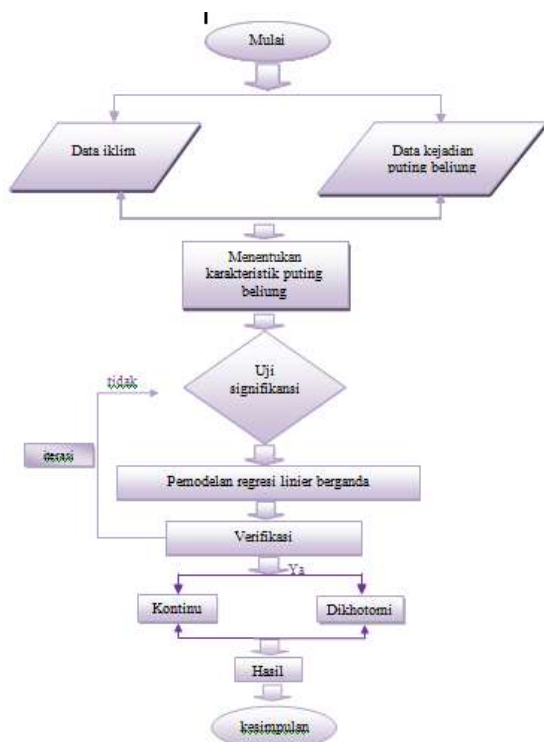 Mulai
Data iklim
Data kejadian
puting beliung
Menentukan
karakteristik puting
beliung
Uji
signifikansi
tidak
iterasi
Pemodelan regresi linier berganda
Verifikasi
Ya
Kontinu
Dikhotomi
Hasil
kesimpulan